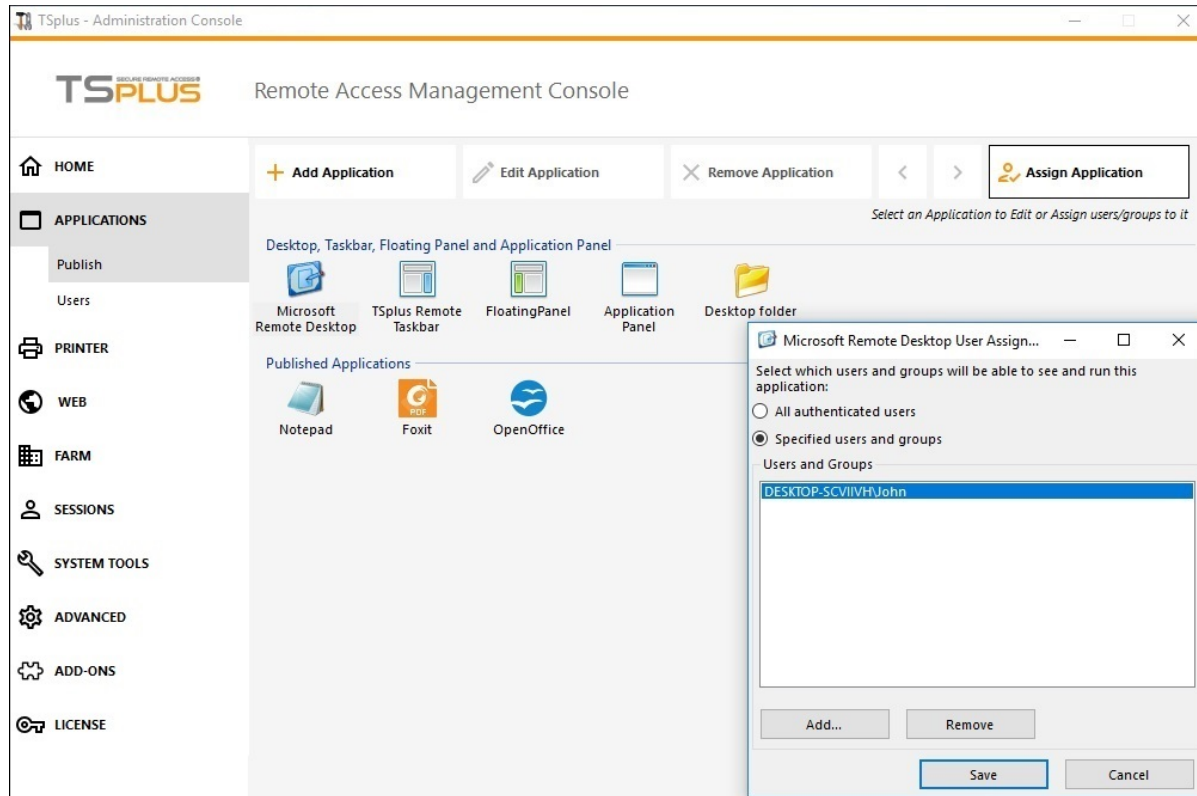 TSplus - Administration Console
TSPLUS SECURE REMOTE ACCESS®
Remote Access Management Console
HOME
APPLICATIONS
Publish
Users
PRINTER
WEB
FARM
SESSIONS
SYSTEM TOOLS
ADVANCED
ADD-ONS
LICENSE
Add Application
Edit Application
Remove Application
<
>
Assign Application
Select an Application to Edit or Assign users/groups to it
Desktop, Taskbar, Floating Panel and Application Panel
Microsoft
Remote Desktop
TSplus Remote
Taskbar
FloatingPanel
Application
Panel
Desktop folder
Published Applications
Notepad
PDF
Foxit
OpenOffice
Microsoft Remote Desktop User Assign...
Select which users and groups will be able to see and run this
application:
All authenticated users
Specified users and groups
Users and Groups
DESKTOP-SCVIIVH\John
Add...
Remove
Save
Cancel